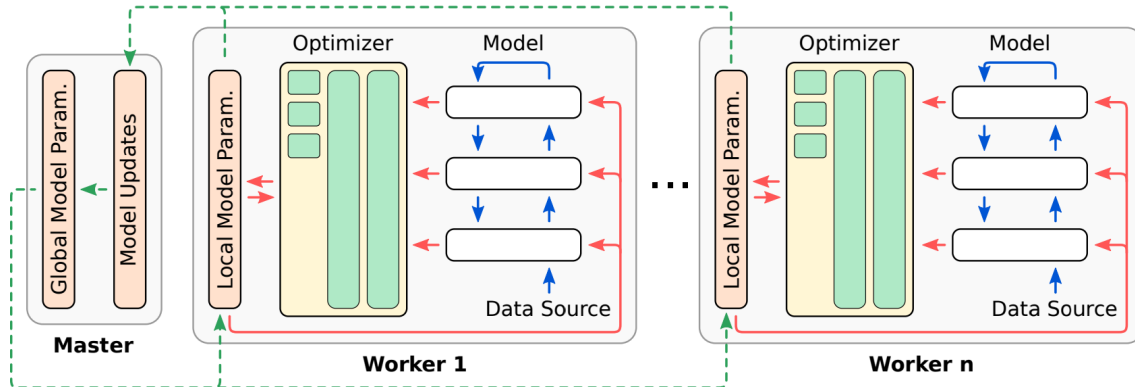 Global Model Param.
Model Updates
Master
Optimizer
Model
Local Model Param.
Data Source
Worker 1
...
Optimizer
Model
Local Model Param.
Data Source
Worker n